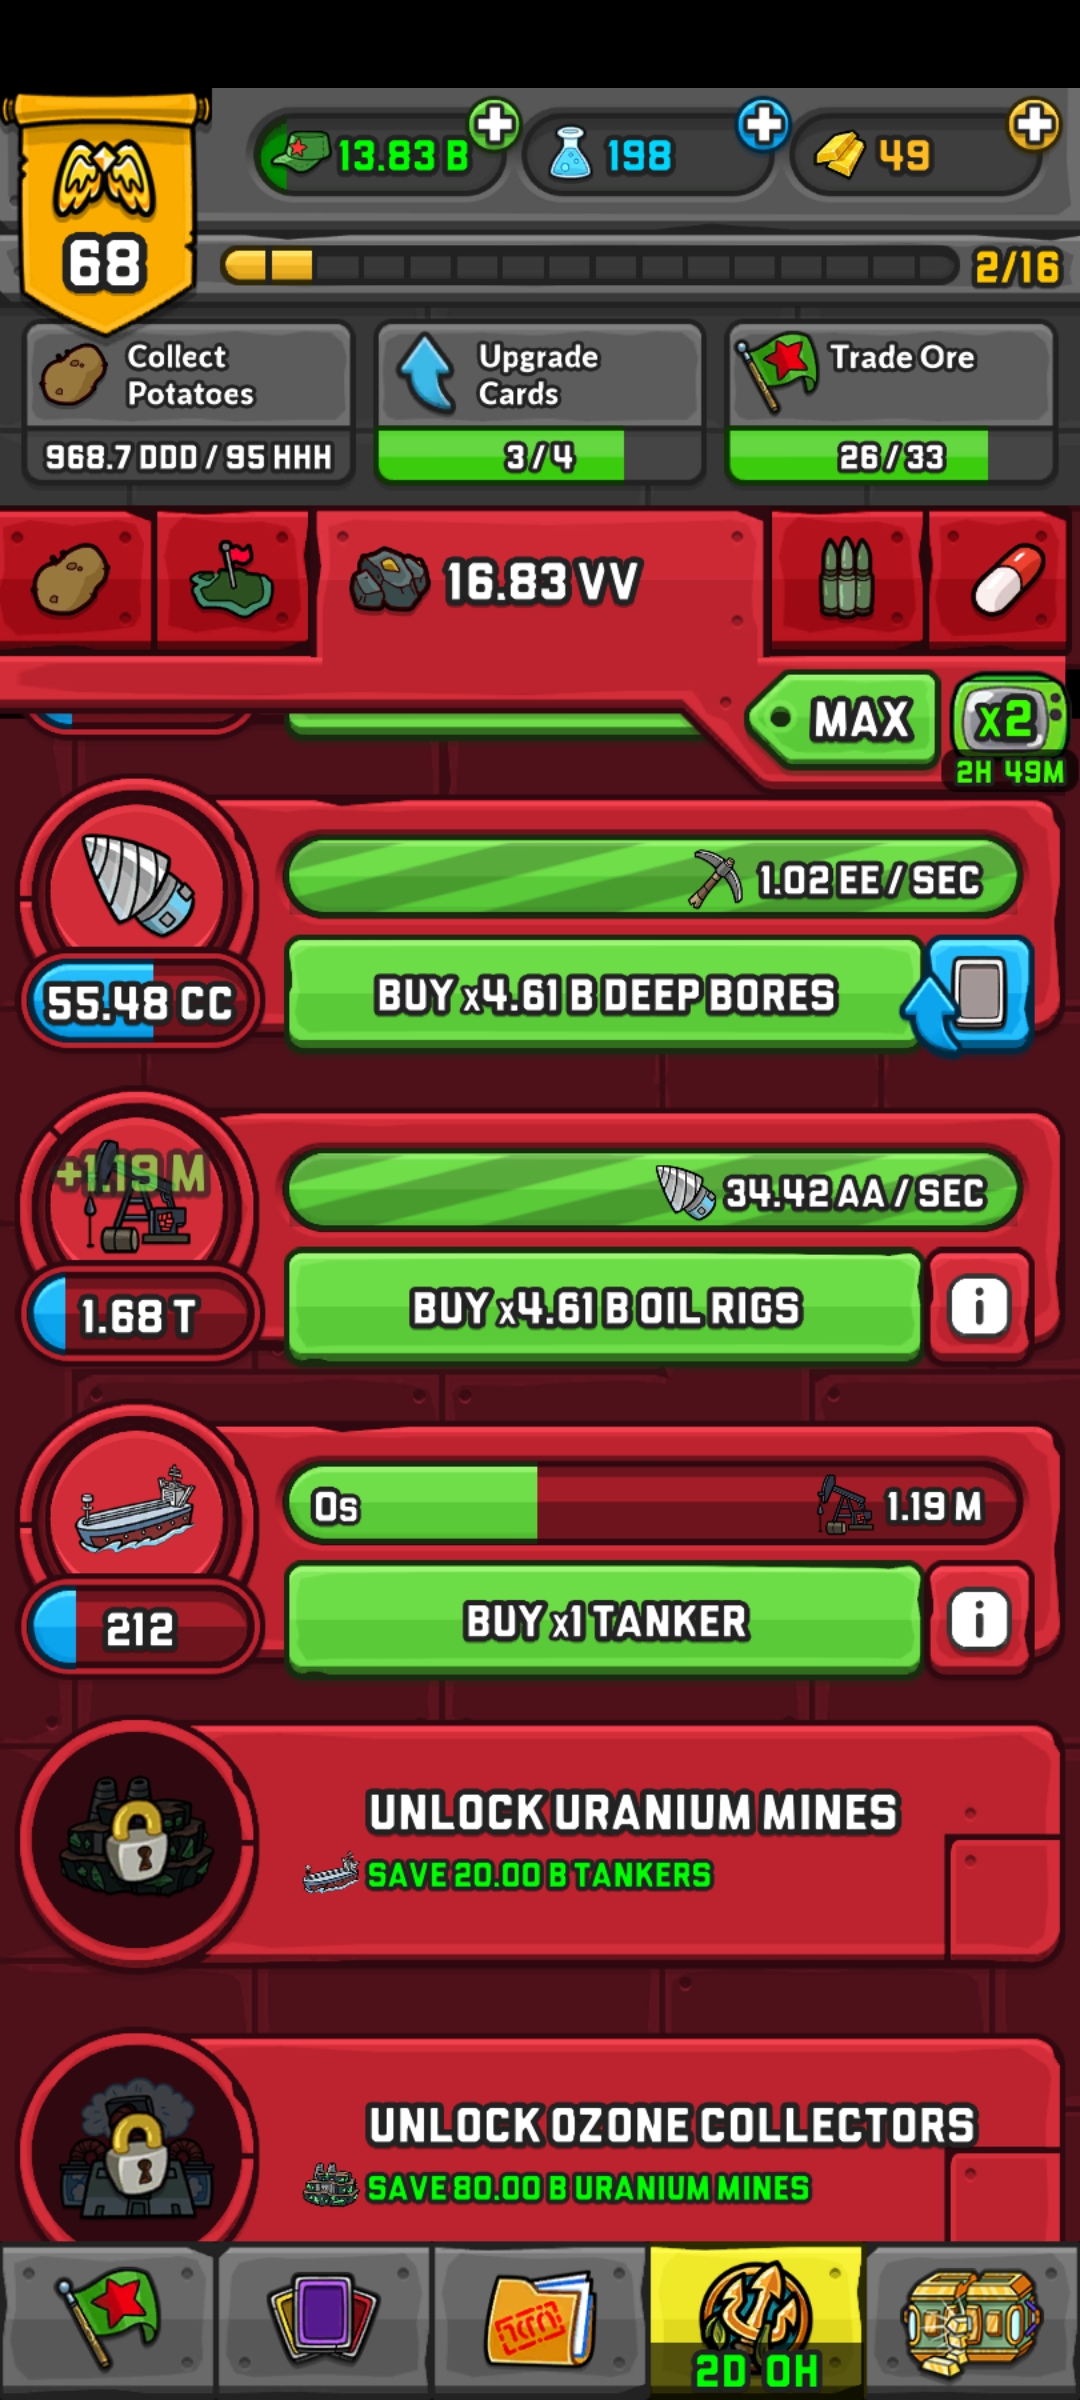 13.83 B
198
49
68
2/16
Collect
Potatoes
968.7 DDD / 95 HHH
Upgrade
Cards
3/4
Trade Ore
26/33
16.83 VV
MAX
x2
2H 49M
1.02 EE / SEC
55.48 CC
BUY x4.61 B DEEP BORES
+1.19 M
34.42 AA / SEC
1.68 T
BUY x4.61 B OIL RIGS
i
0s
1.19 M
212
BUY x1 TANKER
i
UNLOCK URANIUM MINES
SAVE 20.00 B TANKERS
UNLOCK OZONE COLLECTORS
SAVE 80.00 B URANIUM MINES
2D 0H